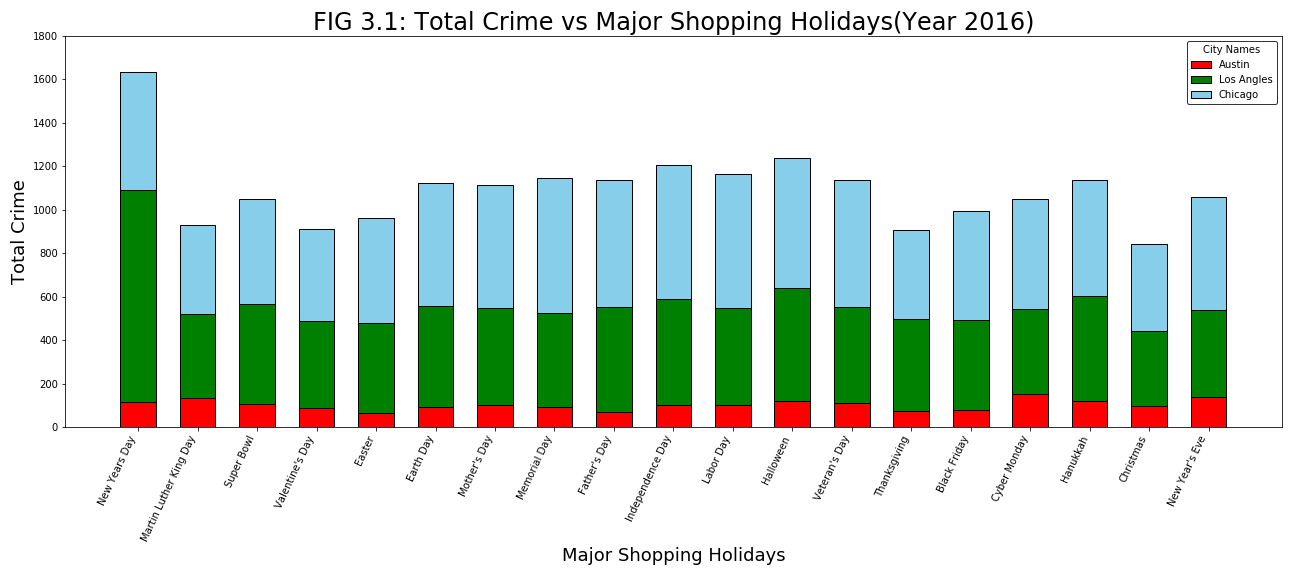 FIG 3.1: Total Crime vs Major Shopping Holidays(Year 2016)
Total Crime
1800
1600
1400
1200
1000
800
600
400
200
0
City Names
Austin
Los Angles
Chicago
New Years Day
Martin Luther King Day
Super Bowl
Valentine's Day
Easter
Earth Day
Mother's Day
Memorial Day
Father's Day
Independence Day
Labor Day
Halloween
Veteran's Day
Thanksgiving
Black Friday
Cyber Monday
Hanukkah
Christmas
New Year's Eve
Major Shopping Holidays